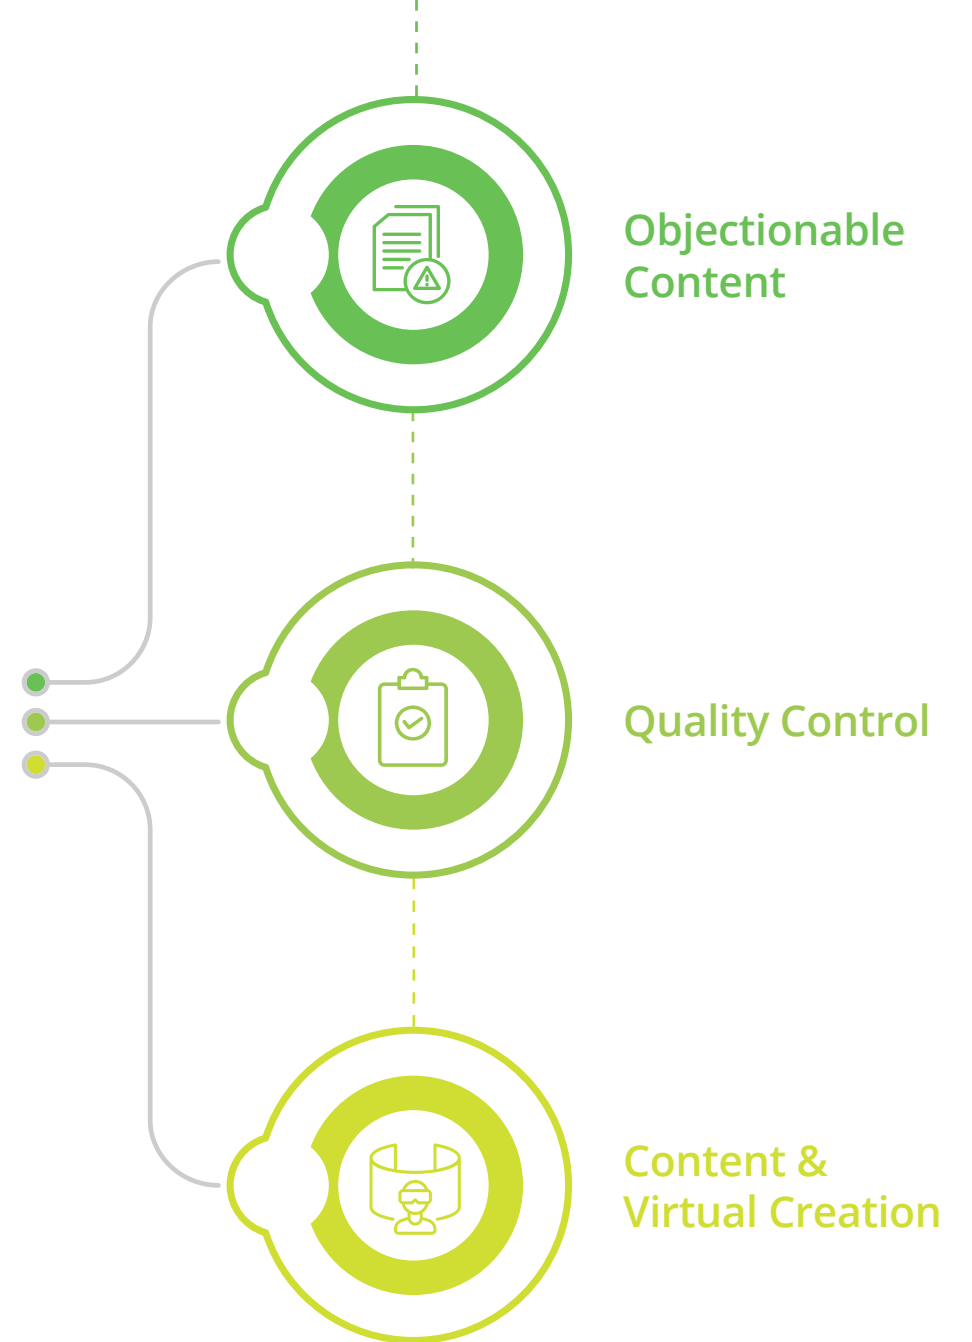 Objectionable
Content
Quality Control
Content &
Virtual Creation